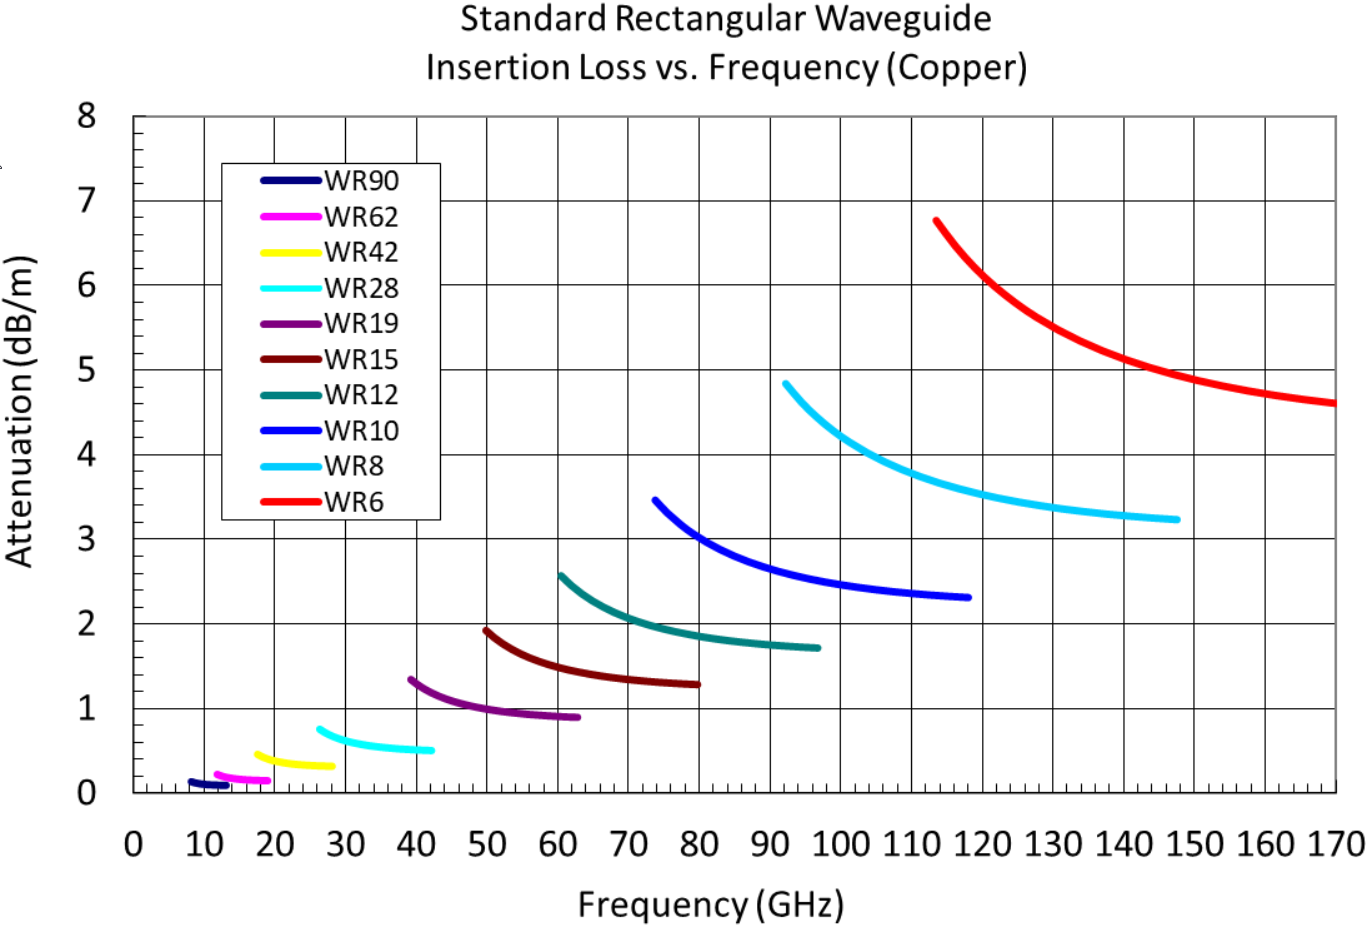 Standard Rectangular Waveguide
Insertion Loss vs. Frequency (Copper)
8
7
6
5
4
3
2
1
0
Attenuation (dB/m)
WR90
WR62
WR42
WR28
WR19
WR15
WR12
WR10
WR8
WR6
0 10 20 30 40 50 60 70 80 90 100 110 120 130 140 150 160 170
Frequency (GHz)